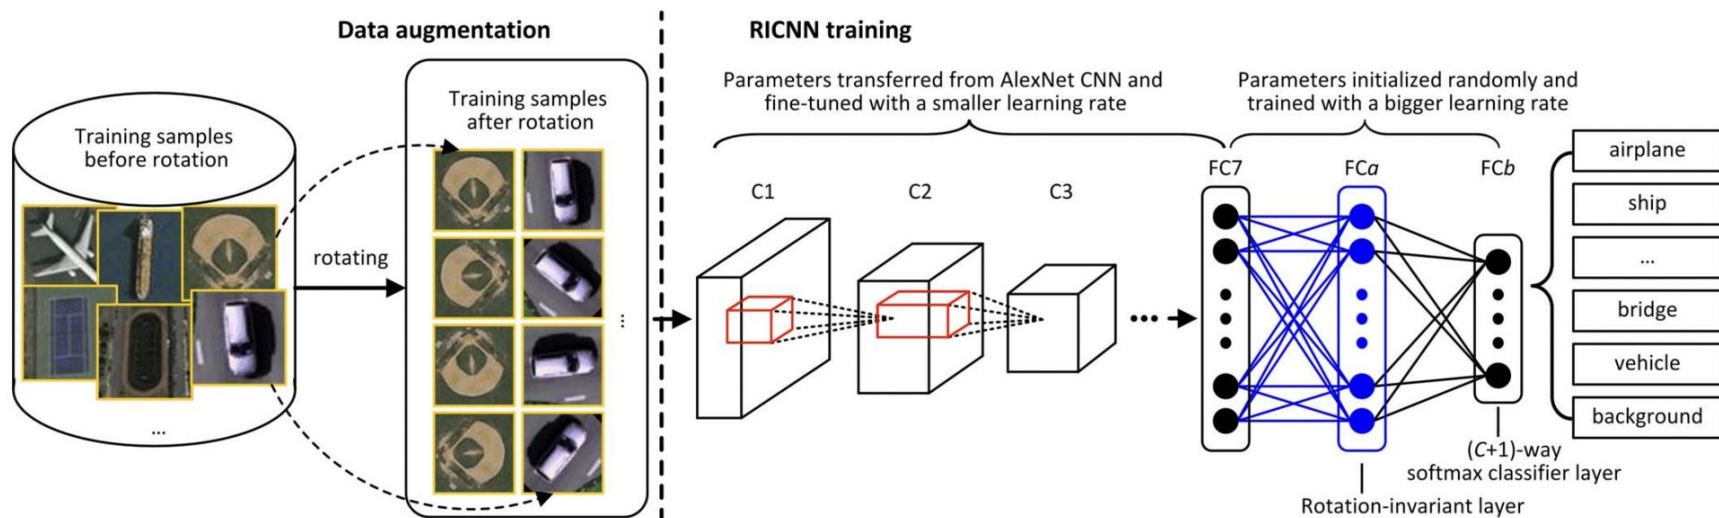 Data augmentation
RICNN training
Training samples
before rotation
...
rotating
Training samples
after rotation
...
Parameters transferred from AlexNet CNN and
fine-tuned with a smaller learning rate
Parameters initialized randomly and
trained with a bigger learning rate
C1
C2
C3
FC7
FCa
FCb
airplane
ship
...
bridge
vehicle
background
(C+1)-way
softmax classifier layer
Rotation-invariant layer